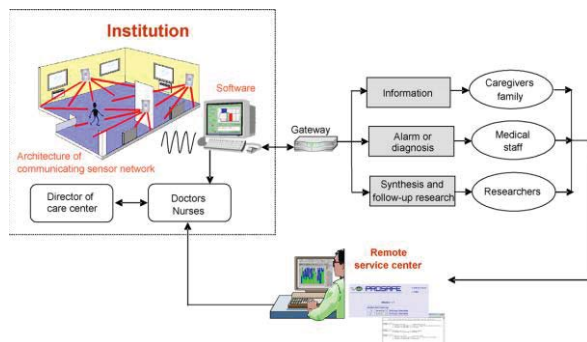 Institution
Software
Architecture of
communicating sensor network
Gateway
Information
Caregivers
family
Alarm or
diagnosis
Medical
staff
Synthesis and
follow-up research
Researchers
Director of
care center
Doctors
Nurses
Remote
service center
PROSAFE